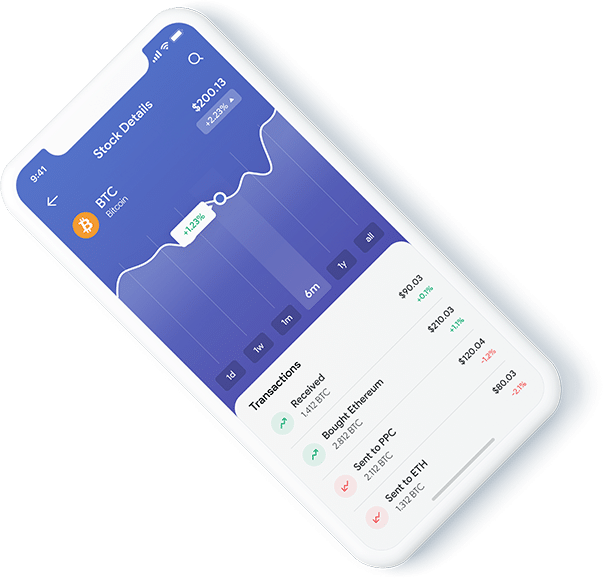 9:41
Stock Details
BTC
Bitcoin
$200.13
+2.23%
+1.23%
1d
1w
1m
6m
1y
all
Transactions
Received
1.412 BTC
$90.03
+0.1%
Bought Ethereum
2.812 BTC
$210.03
+1.1%
Sent to PPC
2.112 BTC
$120.04
-1.2%
Sent to ETH
1.312 BTC
$80.03
-2.1%